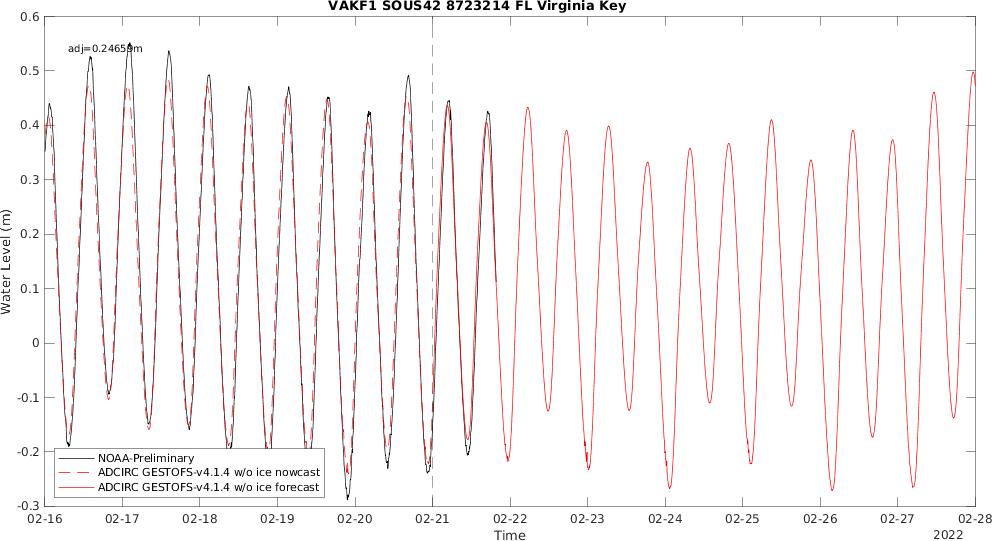 VAKF1 SOUS42 8723214 FL Virginia Key
adj=0.24659m
0.6
0.5
0.4
0.3
0.2
0.1
0
-0.1
-0.2
-0.3
Water Level (m)
NOAA-Preliminary
ADCIRC GESTOFS-v4.1.4 w/o ice nowcast
ADCIRC GESTOFS-v4.1.4 w/o ice forecast
02-16 02-17 02-18 02-19 02-20 02-21 02-22 02-23 02-24 02-25 02-26 02-27 02-28
Time
2022